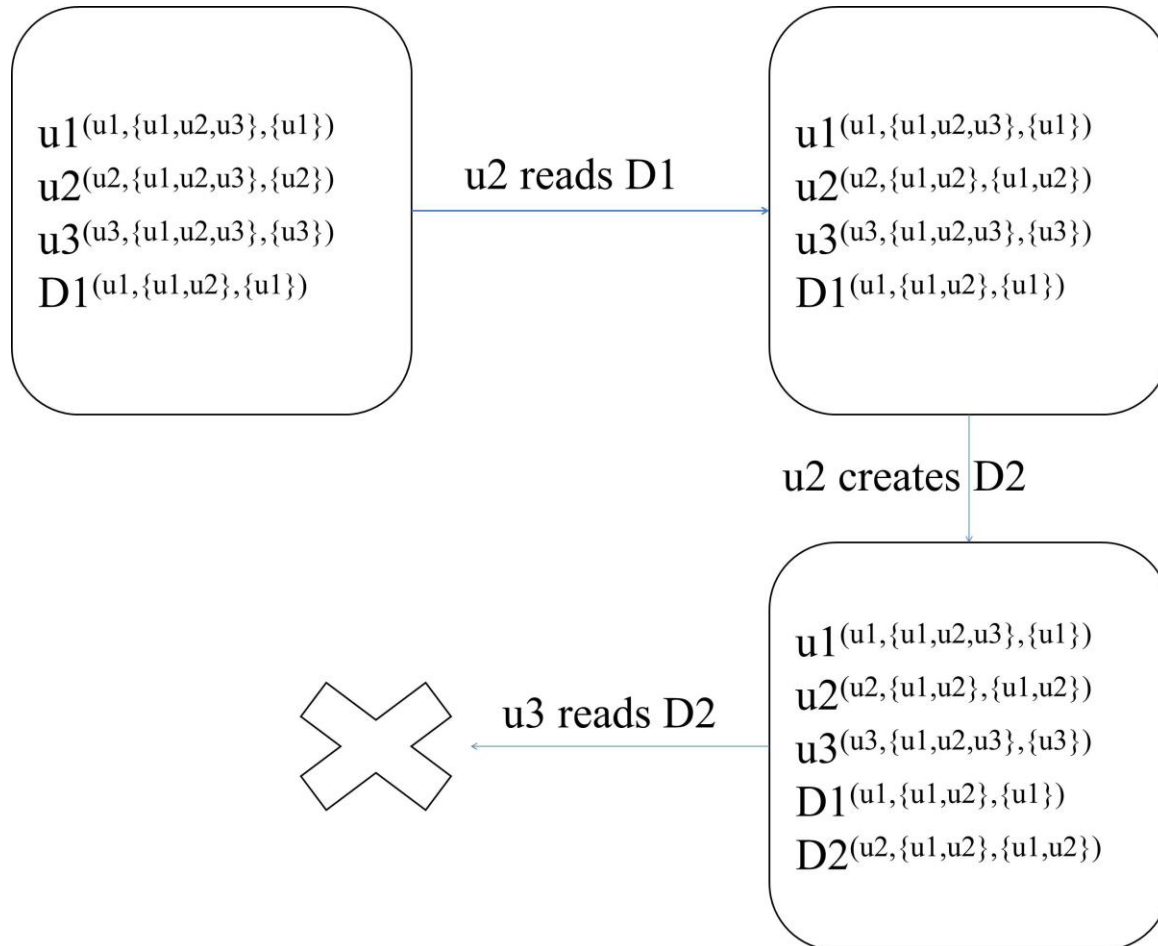 u1(u1,{u1,u2,u3},{u1})
u2(u2,{u1,u2,u3},{u2})
u3(u3,{u1,u2,u3},{u3})
D1(u1,{u1,u2},{u1})
u2 reads D1
u1(u1,{u1,u2,u3},{u1})
u2(u2,{u1,u2},{u1,u2})
u3(u3,{u1,u2,u3},{u3})
D1(u1,{u1,u2},{u1})
u2 creates D2
u1(u1,{u1,u2,u3},{u1})
u2(u2,{u1,u2},{u1,u2})
u3(u3,{u1,u2,u3},{u3})
D1(u1,{u1,u2},{u1})
D2(u2,{u1,u2},{u1,u2})
u3 reads D2